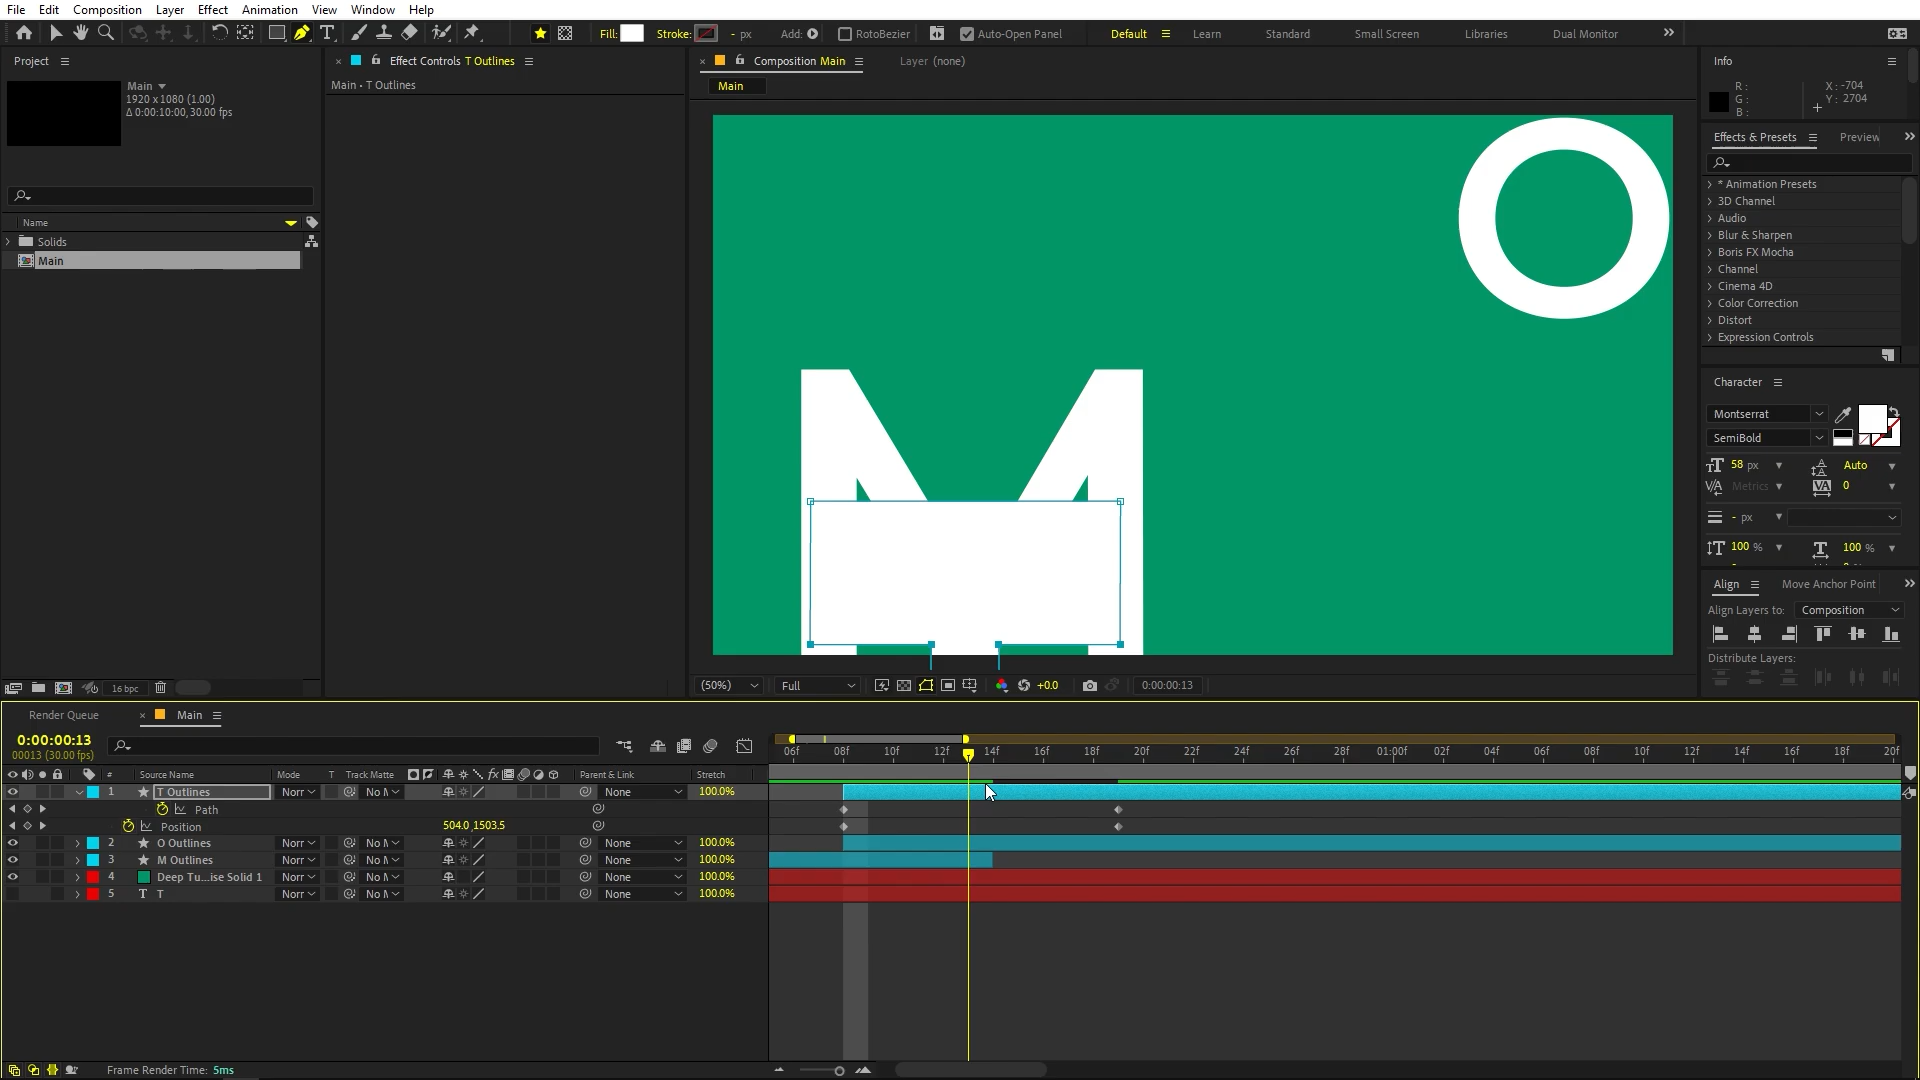 File Edit Composition Layer Effect Animation View Window Help
Fill: Stroke: - px Add: RotoBezier Auto-Open Panel Default Learn Standard Small Screen Libraries Dual Monitor
Project
Main
1920 x 1080 (1.00)
Δ 0:00:10:00, 30.00 fps
Name
Solids
Main
16 bpc
Effect Controls T Outlines
Main • T Outlines
Composition Main
Layer (none)
Main
O
M
(50%) Full +0.0 0:00:00:13
Info
R :
G :
B :
X : -704
Y : 2704
Effects & Presets Preview
* Animation Presets
3D Channel
Audio
Blur & Sharpen
Boris FX Mocha
Channel
Cinema 4D
Color Correction
Distort
Expression Controls
Character
Montserrat
SemiBold
58 px Auto
Metrics 0
- px
100 % 100 %
Align Move Anchor Point
Align Layers to: Composition
Distribute Layers:
Render Queue Main
0:00:00:13
00013 (30.00 fps)
06f 08f 10f 12f 14f 16f 18f 20f 22f 24f 26f 28f 01:00f 02f 04f 06f 08f 10f 12f 14f 16f 18f 20f
# Source Name Mode T Track Matte fx Parent & Link Stretch
1 T Outlines Norr No M None 100.0%
Path
Position 504.0,1503.5
2 O Outlines Norr No M None 100.0%
3 M Outlines Norr No M None 100.0%
4 Deep Tu...ise Solid 1 Norr No M None 100.0%
5 T T Norr No M None 100.0%
Frame Render Time: 5ms